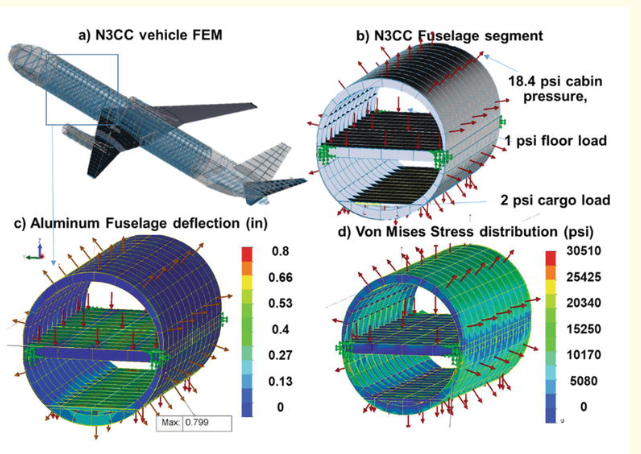 a) N3CC vehicle FEM
b) N3CC Fuselage segment
18.4 psi cabin
pressure,
1 psi floor load
2 psi cargo load
c) Aluminum Fuselage deflection (in)
0.8
0.66
0.53
0.4
0.27
0.13
0
Max: 0.799
d) Von Mises Stress distribution (psi)
30510
25425
20340
15250
10170
5080
0